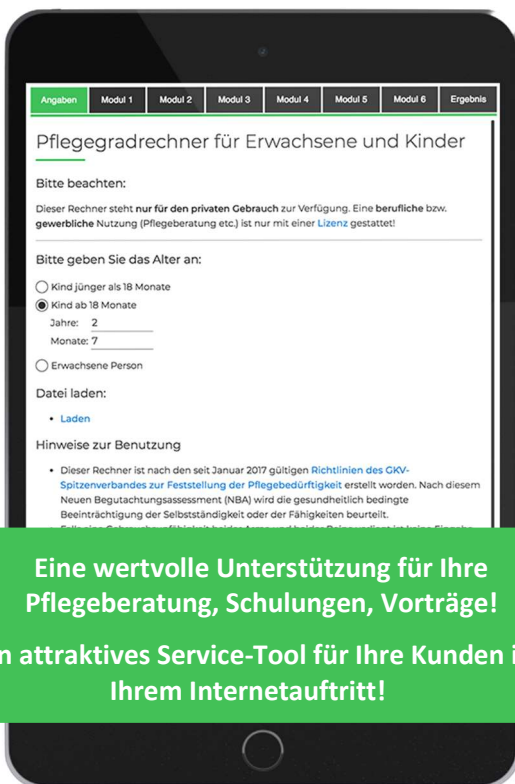 Angaben Modul 1 Modul 2 Modul 3 Modul 4 Modul 5 Modul 6 Ergebnis
Pflegegradrechner für Erwachsene und Kinder
Bitte beachten:
Dieser Rechner steht nur für den privaten Gebrauch zur Verfügung. Eine berufliche bzw.
gewerbliche Nutzung (Pflegeberatung etc.) ist nur mit einer Lizenz gestattet!
Bitte geben Sie das Alter an:
Kind jünger als 18 Monate
Kind ab 18 Monate
Jahre: 2
Monate: 7
Erwachsene Person
Datei laden:
• Laden
Hinweise zur Benutzung
• Dieser Rechner ist nach den seit Januar 2017 gültigen Richtlinien des GKV-
Spitzenverbandes zur Feststellung der Pflegebedürftigkeit erstellt worden. Nach diesem
Neuen Begutachtungsassessment (NBA) wird die gesundheitlich bedingte
Beeinträchtigung der Selbstständigkeit oder der Fähigkeiten beurteilt.
Eine wertvolle Unterstützung für Ihre
Pflegeberatung, Schulungen, Vorträge!
n attraktives Service-Tool für Ihre Kunden i
Ihrem Internetauftritt!